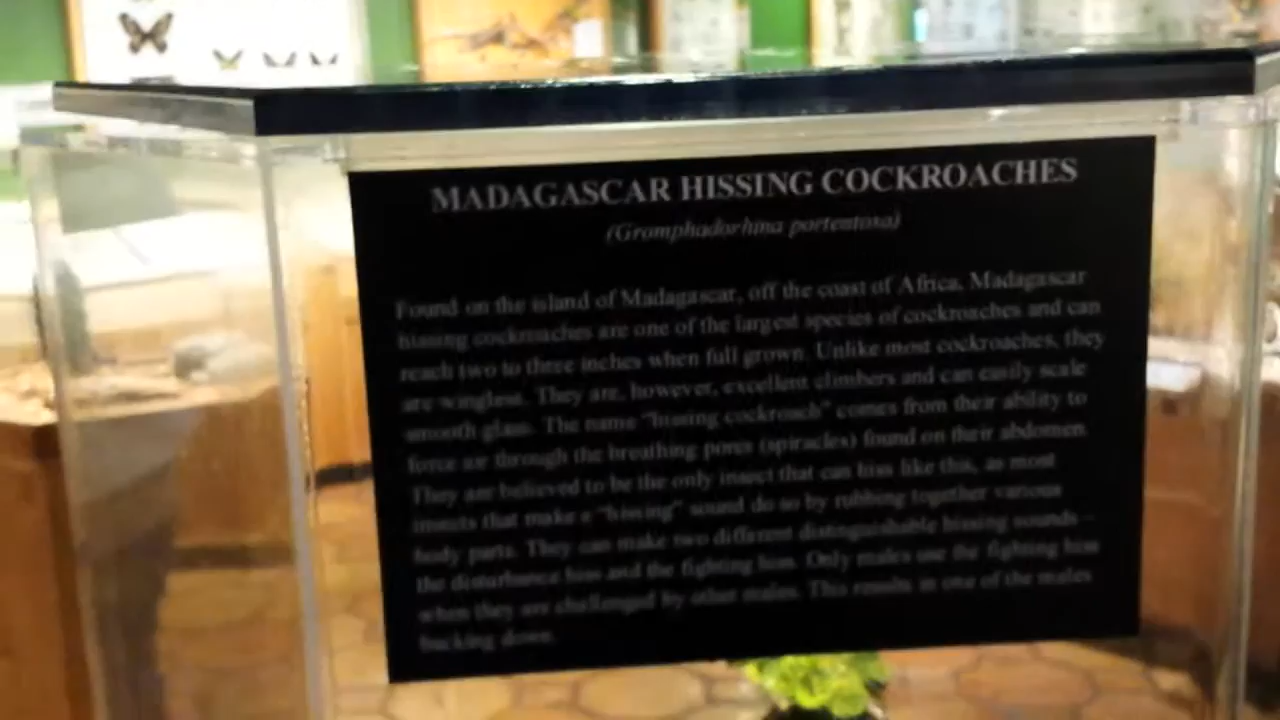 MADAGASCAR HISSING COCKROACHES
(Gromphadorhina portentosa)
Found on the island of Madagascar, off the coast of Africa, Madagascar
hissing cockroaches are one of the largest species of cockroaches and can
reach two to three inches when full grown. Unlike most cockroaches, they
are wingless. They are, however, excellent climbers and can easily scale
smooth glass. The name "hissing cockroach" comes from their ability to
force air through the breathing pores (spiracles) found on their abdomen.
They are believed to be the only insect that can hiss like this, as most
insects that make a "hissing" sound do so by rubbing together various
body parts. They can make two different distinguishable hissing sounds –
the disturbance hiss and the fighting hiss. Only males use the fighting hiss
when they are challenged by other males. This results in one of the males
backing down.